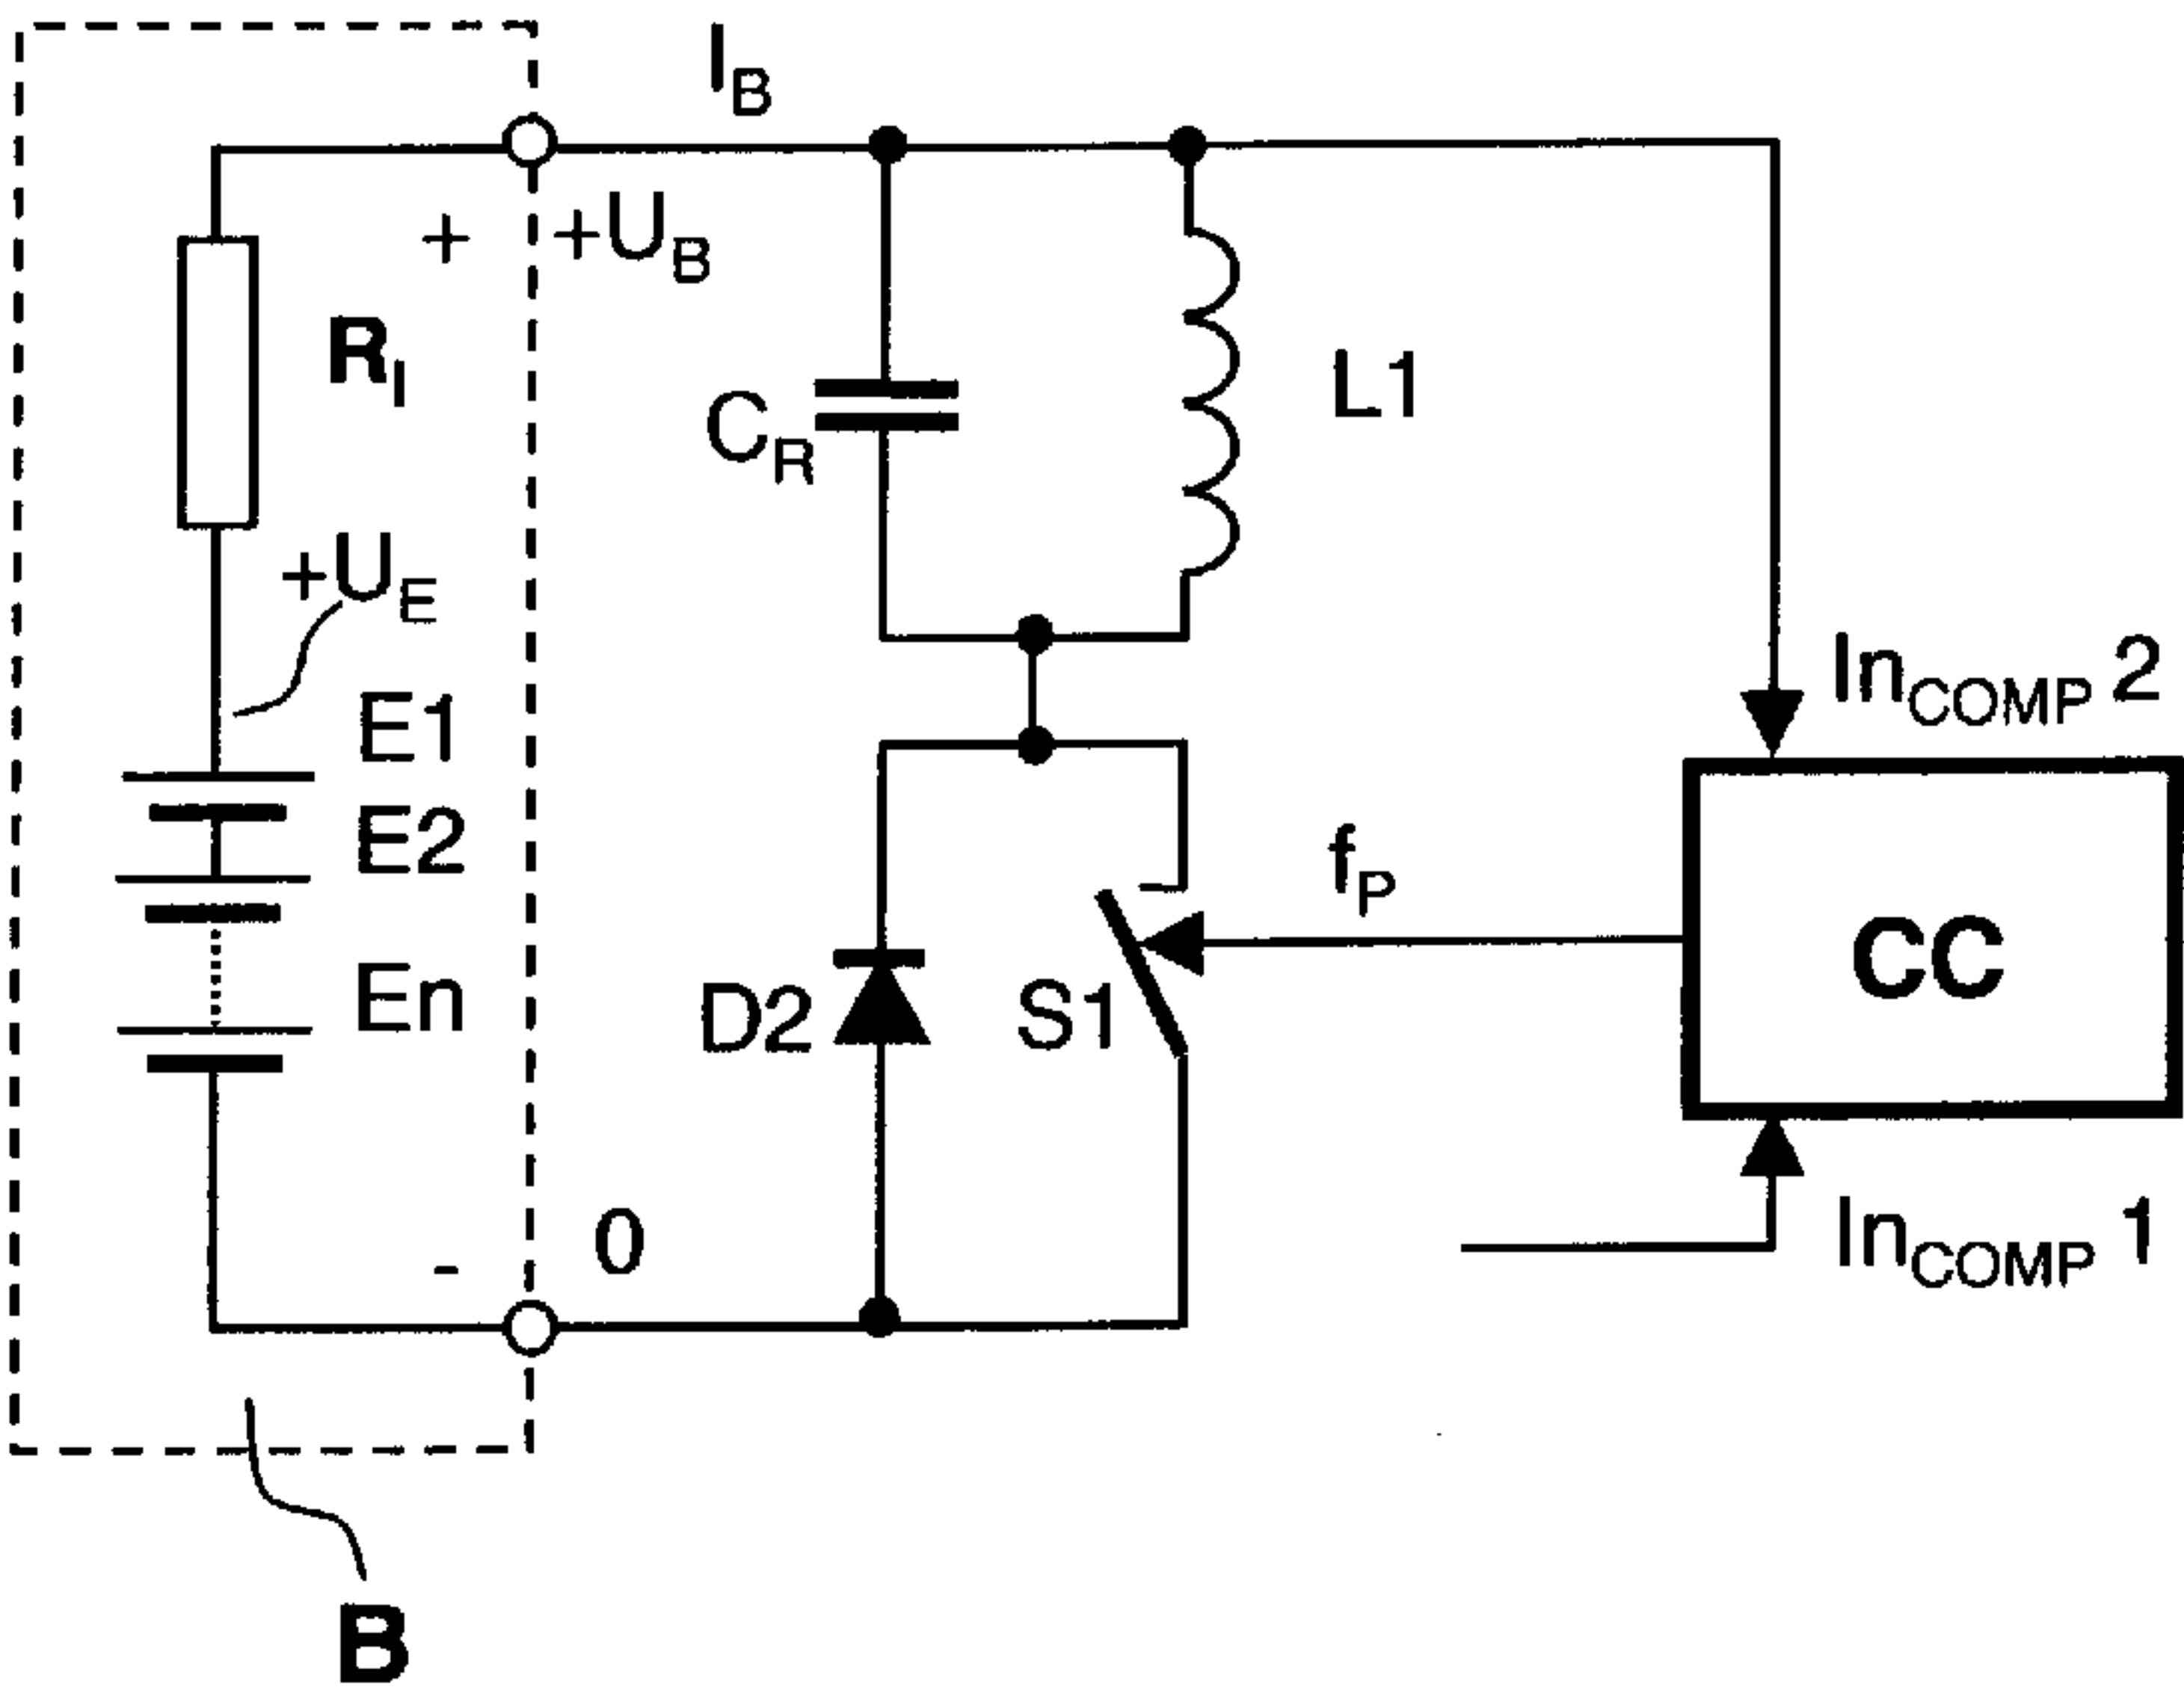 I_B
+ +U_B
R_I
C_R
L1
+U_E
E1
In_COMP 2
E2
f_P
CC
En
D2
S1
0
In_COMP 1
-
B